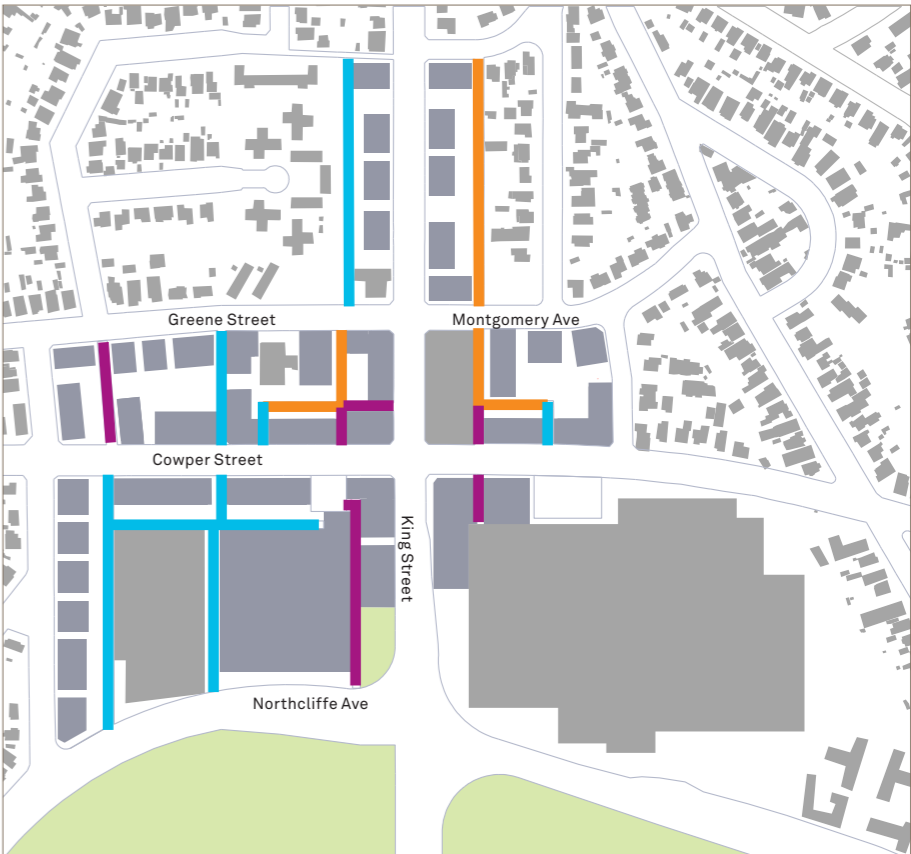 Greene Street
Montgomery Ave
Cowper Street
King Street
Northcliffe Ave